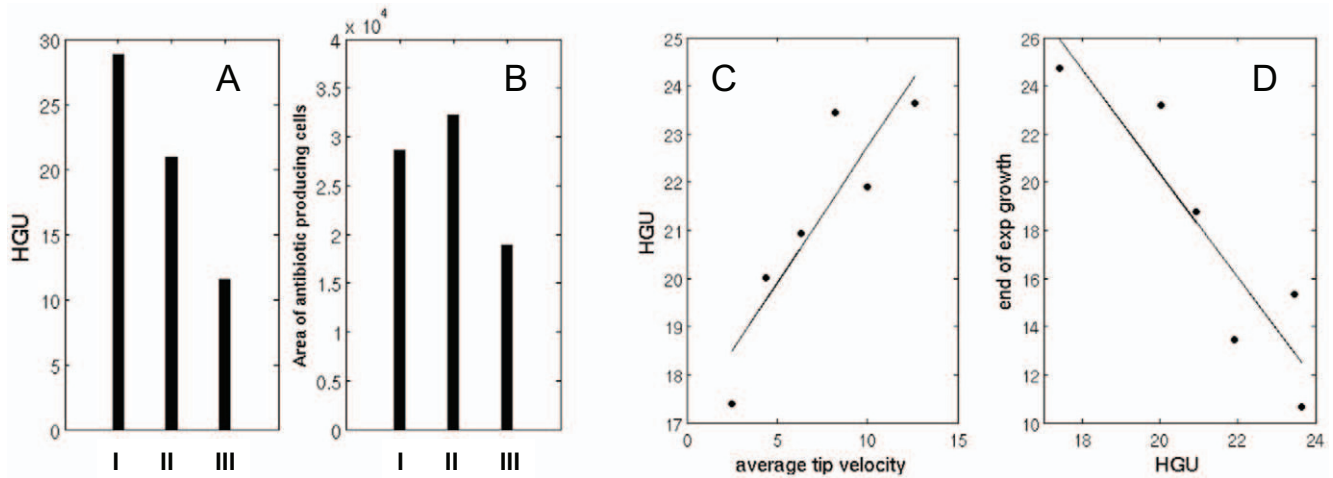 A
HGU
30
25
20
15
10
5
0
I II III
B
x 10^4
Area of antibiotic producing cells
4
3.5
3
2.5
2
1.5
1
0.5
0
I II III
C
HGU
25
24
23
22
21
20
19
18
17
0 5 10 15
average tip velocity
D
end of exp growth
26
24
22
20
18
16
14
12
10
18 20 22 24
HGU